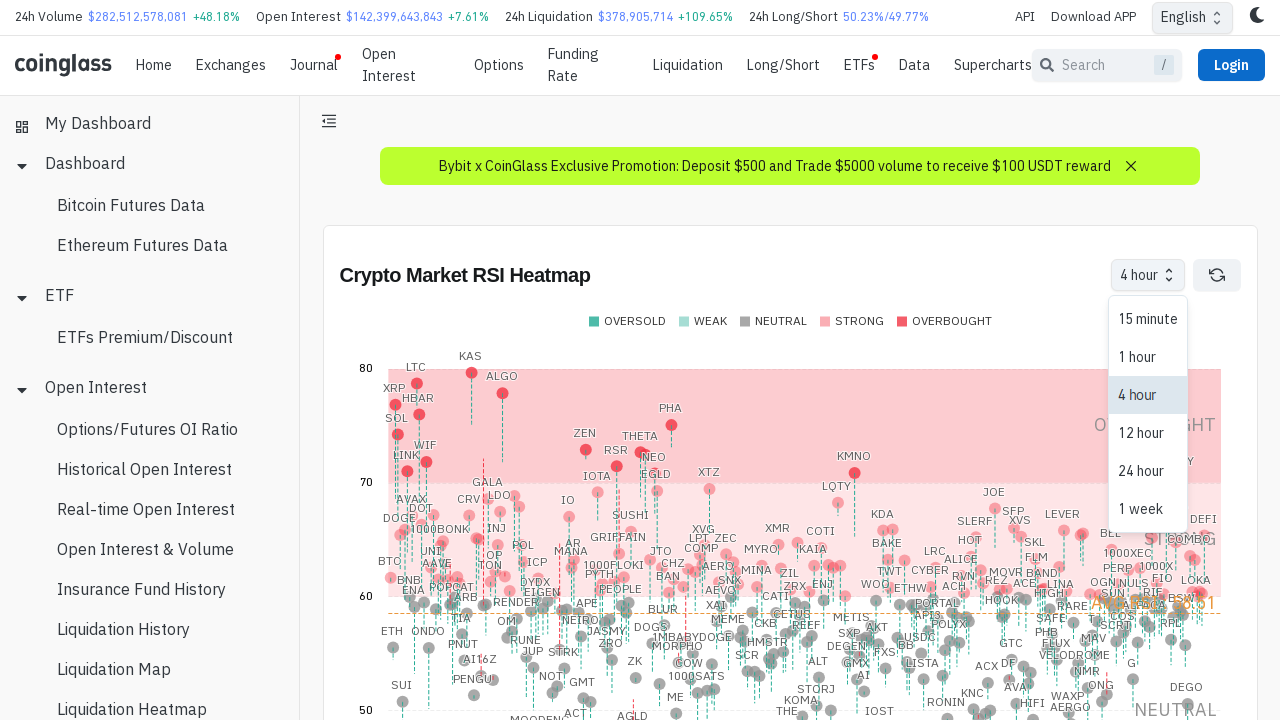 24h Volume $282,512,578,081 +48.18% Open Interest $142,399,643,843 +7.61% 24h Liquidation $378,905,714 +109.65% 24h Long/Short 50.23%/49.77% API Download APP English
coinglass Home Exchanges Journal Open Interest Options Funding Rate Liquidation Long/Short ETFs Data Supercharts Search / Login
My Dashboard
Dashboard
Bitcoin Futures Data
Ethereum Futures Data
ETF
ETFs Premium/Discount
Open Interest
Options/Futures OI Ratio
Historical Open Interest
Real-time Open Interest
Open Interest & Volume
Insurance Fund History
Liquidation History
Liquidation Map
Liquidation Heatmap
Bybit x CoinGlass Exclusive Promotion: Deposit $500 and Trade $5000 volume to receive $100 USDT reward
Crypto Market RSI Heatmap
4 hour
15 minute
1 hour
4 hour
12 hour
24 hour
1 week
OVERSOLD WEAK NEUTRAL STRONG OVERBOUGHT
80
KAS
LTC
ALGO
XRP
HBAR
SOL
PHA
ZEN
THETA
WIF
RSR
LINK
NEO
KMNO
70
IOTA
EGLD
XTZ
GALA
LQTY
LDO
JOE
AVAX
CRV
IO
DOT
DOGE
SUSHI
KDA
SFP
LEVER
XVS
SLERF
DEFI
1000BONK
INJ
XVG
XMR
COTI
GRIFFAIN
LPT
ZEC
HOT
BAKE
SKL
COMBO
POL
AR
COMP
MYRO
KAIA
UNI
MANA
JTO
LRC
1000XEC
BTC
AAVE
OP
TON
ICP
1000FLOKI
CHZ
AERO
MINA
ALICE
FLM
PERP
1000X
PYTH
BAN
ZIL
TWT
CYBER
RVN
MOVR
BANDI
FIO
BNB
POPCAT
DYDX
PEOPLE
SNX
ZRX
ENJ
WOO
ETHW
ACH
REZ
ACE
LINA
OGN
NULS
LOKA
60
ENA
ARB
RENDER
EIGEN
APE
BLUR
XAI
AEVO
CATI
PORTAL
HOOK
HIGH
RARE
SUN
TIA
OM
NEIRO
MEME
CKB
CETUS
METIS
API3
SAFE
ETH
ONDO
JASMY
DOGS
REEF
AKT
POLYX
SCRT
RPL
PNUT
RUNE
ZRO
1MBABYDOGE
HMSTR
SXP
USDC
GTC
PHB
FLUX
MAV
JUP
STRK
MORPHO
SCR
DEGEN
FXS
BB
VELODROME
AI16Z
ZK
COW
ALT
GMX
LISTA
ACX
DF
NMR
G
PENGU
NOT
1000SATS
AI
SUI
GMT
ME
STORJ
KNC
AVA
ONG
DEGO
KOMA
RONIN
HIFI
WAXP
AERGO
ACT
AGLD
THE
IOST
NEUTRAL
50